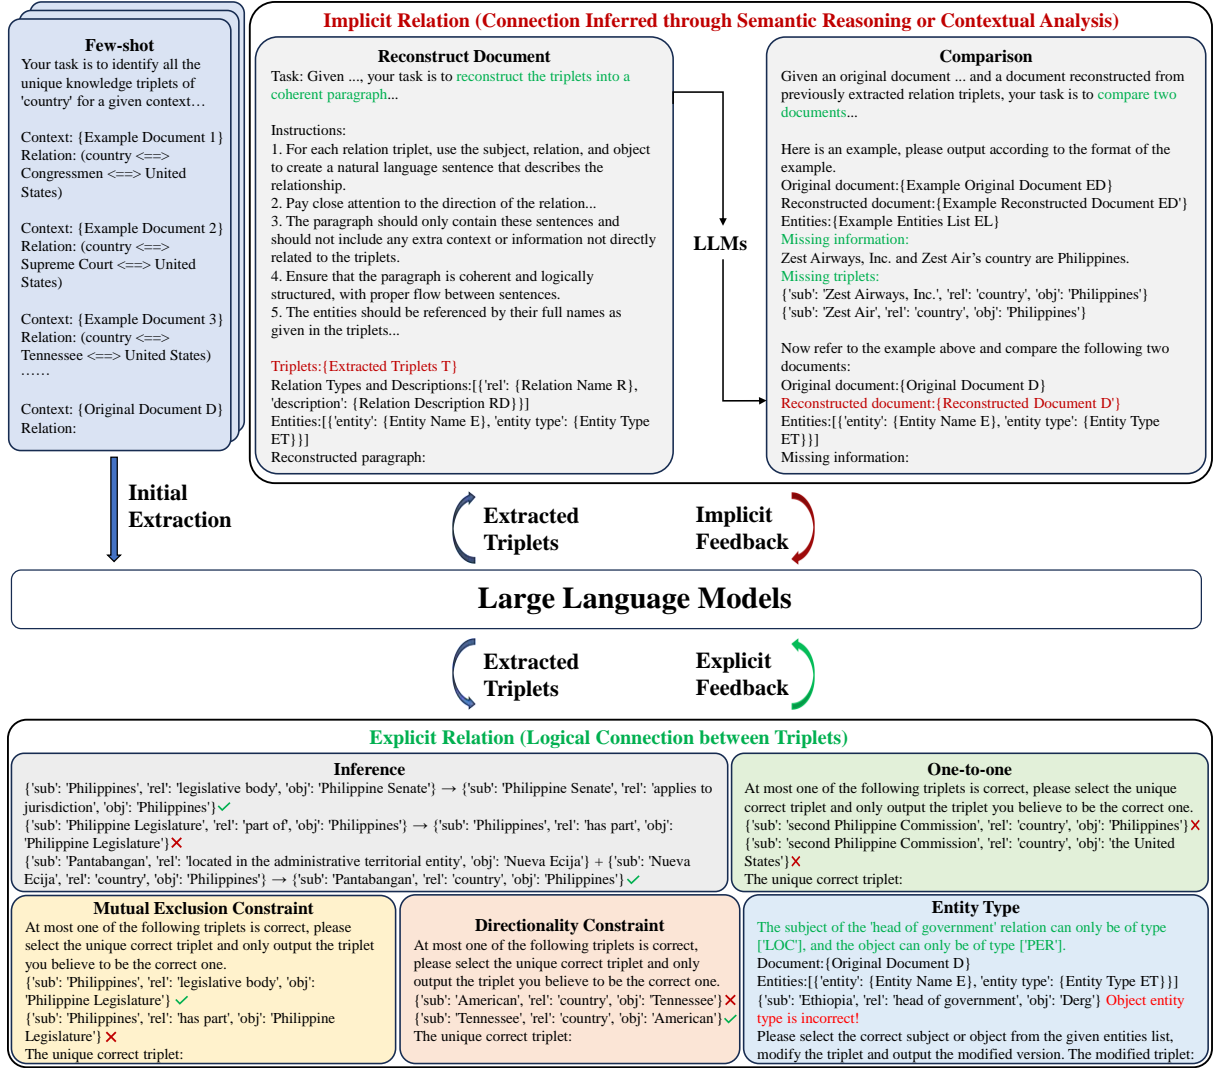 Few-shot
Your task is to identify all the
unique knowledge triplets of
'country' for a given context…
Context: {Example Document 1}
Relation: (country <==>
Congressmen <==> United
States)
Context: {Example Document 2}
Relation: (country <==>
Supreme Court <==> United
States)
Context: {Example Document 3}
Relation: (country <==>
Tennessee <==> United States)
……
Context: {Original Document D}
Relation:
Implicit Relation (Connection Inferred through Semantic Reasoning or Contextual Analysis)
Reconstruct Document
Task: Given ..., your task is to reconstruct the triplets into a
coherent paragraph...
Instructions:
1. For each relation triplet, use the subject, relation, and object
to create a natural language sentence that describes the
relationship.
2. Pay close attention to the direction of the relation...
3. The paragraph should only contain these sentences and
should not include any extra context or information not directly
related to the triplets.
4. Ensure that the paragraph is coherent and logically
structured, with proper flow between sentences.
5. The entities should be referenced by their full names as
given in the triplets...
Triplets:{Extracted Triplets T}
Relation Types and Descriptions:[{'rel': {Relation Name R},
'description': {Relation Description RD}}]
Entities:[{'entity': {Entity Name E}, 'entity type': {Entity Type
ET}}]
Reconstructed paragraph:
LLMs
Comparison
Given an original document ... and a document reconstructed from
previously extracted relation triplets, your task is to compare two
documents...
Here is an example, please output according to the format of the
example.
Original document:{Example Original Document ED}
Reconstructed document:{Example Reconstructed Document ED'}
Entities:{Example Entities List EL}
Missing information:
Zest Airways, Inc. and Zest Air's country are Philippines.
Missing triplets:
{'sub': 'Zest Airways, Inc.', 'rel': 'country', 'obj': 'Philippines'}
{'sub': 'Zest Air', 'rel': 'country', 'obj': 'Philippines'}
Now refer to the example above and compare the following two
documents:
Original document:{Original Document D}
Reconstructed document:{Reconstructed Document D'}
Entities:[{'entity': {Entity Name E}, 'entity type': {Entity Type
ET}}]
Missing information:
Initial
Extraction
Extracted
Triplets
Implicit
Feedback
Large Language Models
Extracted
Triplets
Explicit
Feedback
Explicit Relation (Logical Connection between Triplets)
Inference
{'sub': 'Philippines', 'rel': 'legislative body', 'obj': 'Philippine Senate'} → {'sub': 'Philippine Senate', 'rel': 'applies to
jurisdiction', 'obj': 'Philippines'}✓
{'sub': 'Philippine Legislature', 'rel': 'part of', 'obj': 'Philippines'} → {'sub': 'Philippines', 'rel': 'has part', 'obj':
'Philippine Legislature'}✗
{'sub': 'Pantabangan', 'rel': 'located in the administrative territorial entity', 'obj': 'Nueva Ecija'} + {'sub': 'Nueva
Ecija', 'rel': 'country', 'obj': 'Philippines'} → {'sub': 'Pantabangan', 'rel': 'country', 'obj': 'Philippines'}✓
One-to-one
At most one of the following triplets is correct, please select the unique
correct triplet and only output the triplet you believe to be the correct one.
{'sub': 'second Philippine Commission', 'rel': 'country', 'obj': 'Philippines'}✗
{'sub': 'second Philippine Commission', 'rel': 'country', 'obj': 'the United
States'}✗
The unique correct triplet:
Mutual Exclusion Constraint
At most one of the following triplets is correct, please
select the unique correct triplet and only output the triplet
you believe to be the correct one.
{'sub': 'Philippines', 'rel': 'legislative body', 'obj':
'Philippine Legislature'} ✓
{'sub': 'Philippines', 'rel': 'has part', 'obj': 'Philippine
Legislature'} ✗
The unique correct triplet:
Directionality Constraint
At most one of the following triplets is correct,
please select the unique correct triplet and only
output the triplet you believe to be the correct one.
{'sub': 'American', 'rel': 'country', 'obj': 'Tennessee'}✗
{'sub': 'Tennessee', 'rel': 'country', 'obj': 'American'}✓
The unique correct triplet:
Entity Type
The subject of the 'head of government' relation can only be of type
['LOC'], and the object can only be of type ['PER'].
Document:{Original Document D}
Entities:[{'entity': {Entity Name E}, 'entity type': {Entity Type ET}}]
{'sub': 'Ethiopia', 'rel': 'head of government', 'obj': 'Derg'} Object entity
type is incorrect!
Please select the correct subject or object from the given entities list,
modify the triplet and output the modified version. The modified triplet: